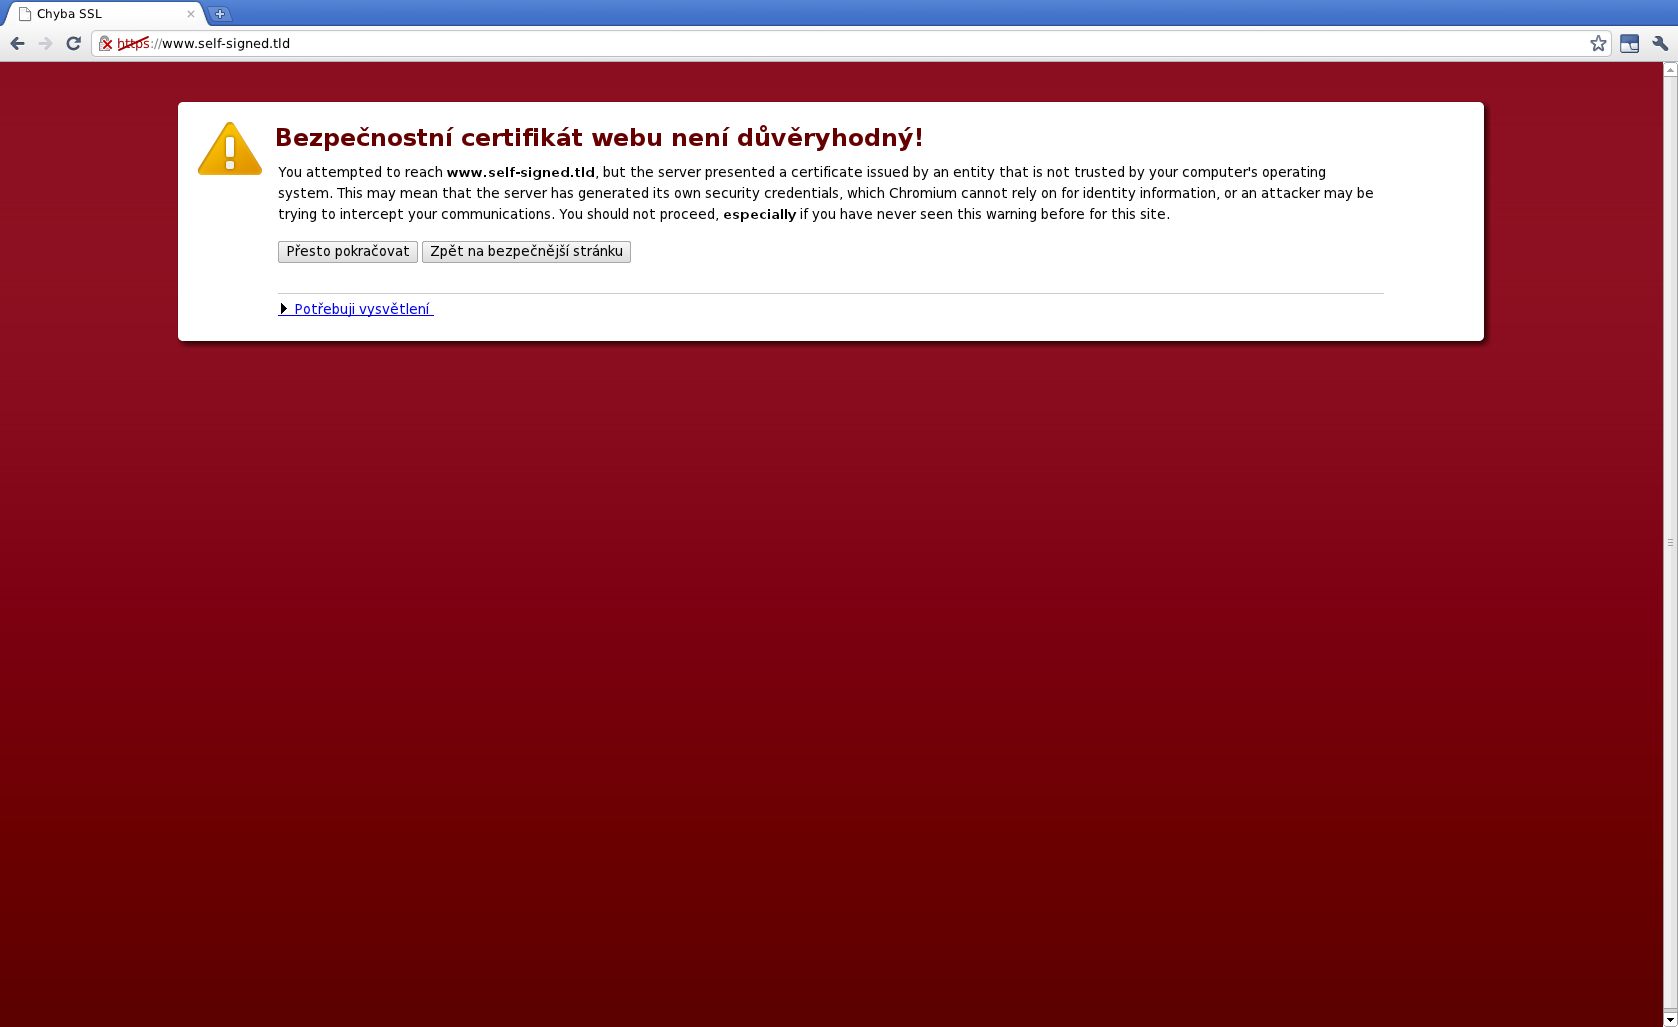 Chyba SSL
https://www.self-signed.tld
Bezpečnostní certifikát webu není důvěryhodný!
You attempted to reach www.self-signed.tld, but the server presented a certificate issued by an entity that is not trusted by your computer's operating
system. This may mean that the server has generated its own security credentials, which Chromium cannot rely on for identity information, or an attacker may be
trying to intercept your communications. You should not proceed, especially if you have never seen this warning before for this site.
Přesto pokračovat Zpět na bezpečnější stránku
Potřebuji vysvětlení